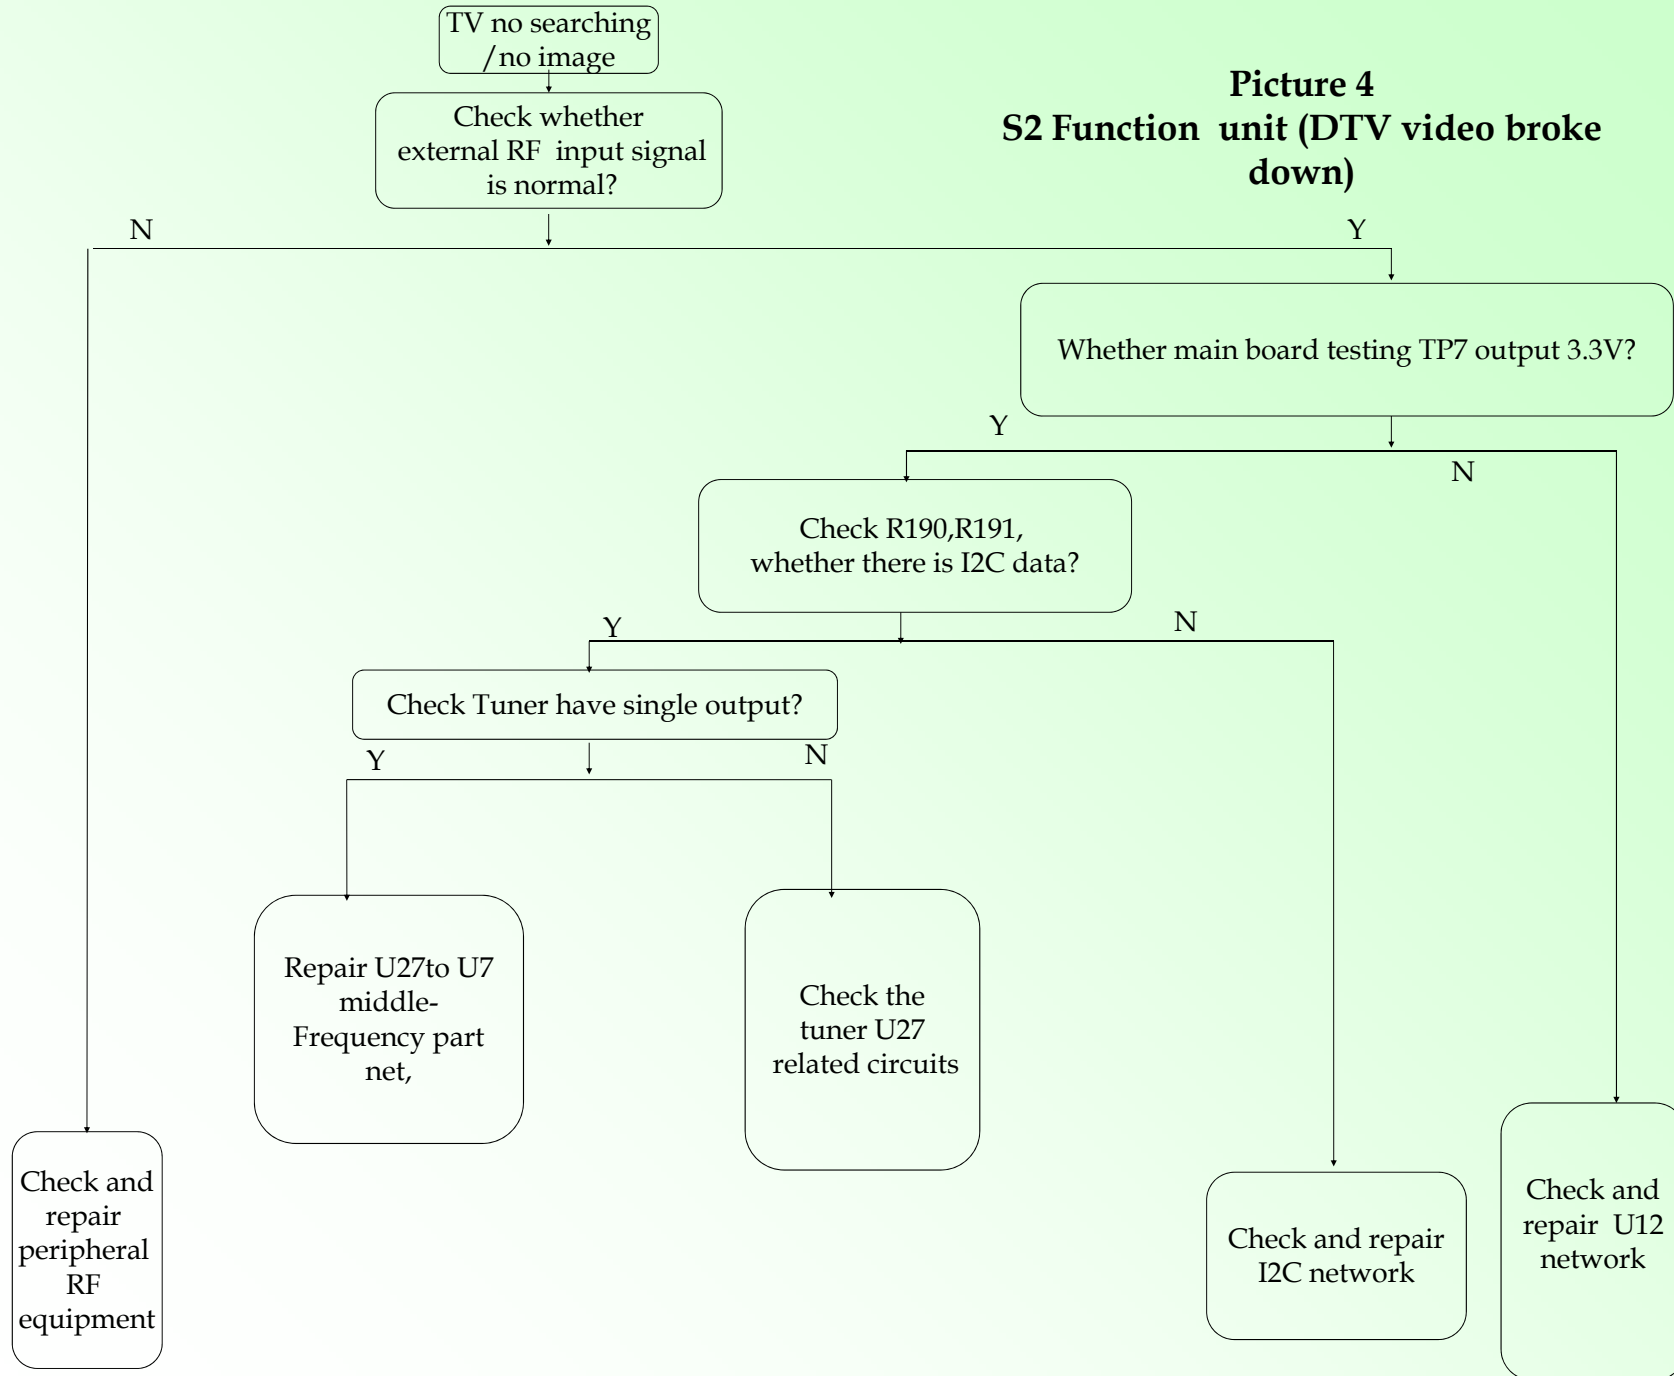 TV no searching
/no image
Check whether
external RF input signal
is normal?
Picture 4
S2 Function unit (DTV video broke
down)
N
Y
Whether main board testing TP7 output 3.3V?
Y
N
Check R190,R191,
whether there is I2C data?
Y
N
Check Tuner have single output?
Y
N
Repair U27to U7
middle-
Frequency part
net,
Check the
tuner U27
related circuits
Check and
repair
peripheral
RF
equipment
Check and repair
I2C network
Check and
repair U12
network